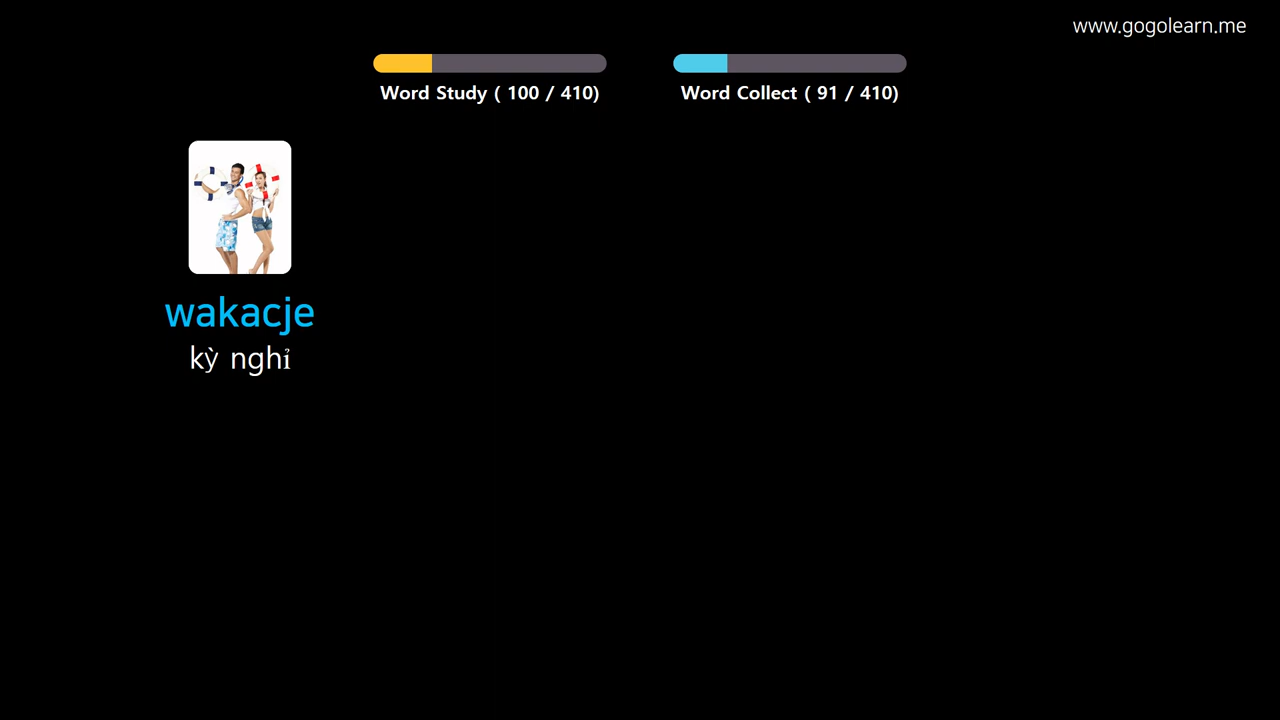 www.gogolearn.me
Word Study ( 100 / 410)
Word Collect ( 91 / 410)
wakacje
kỳ nghỉ